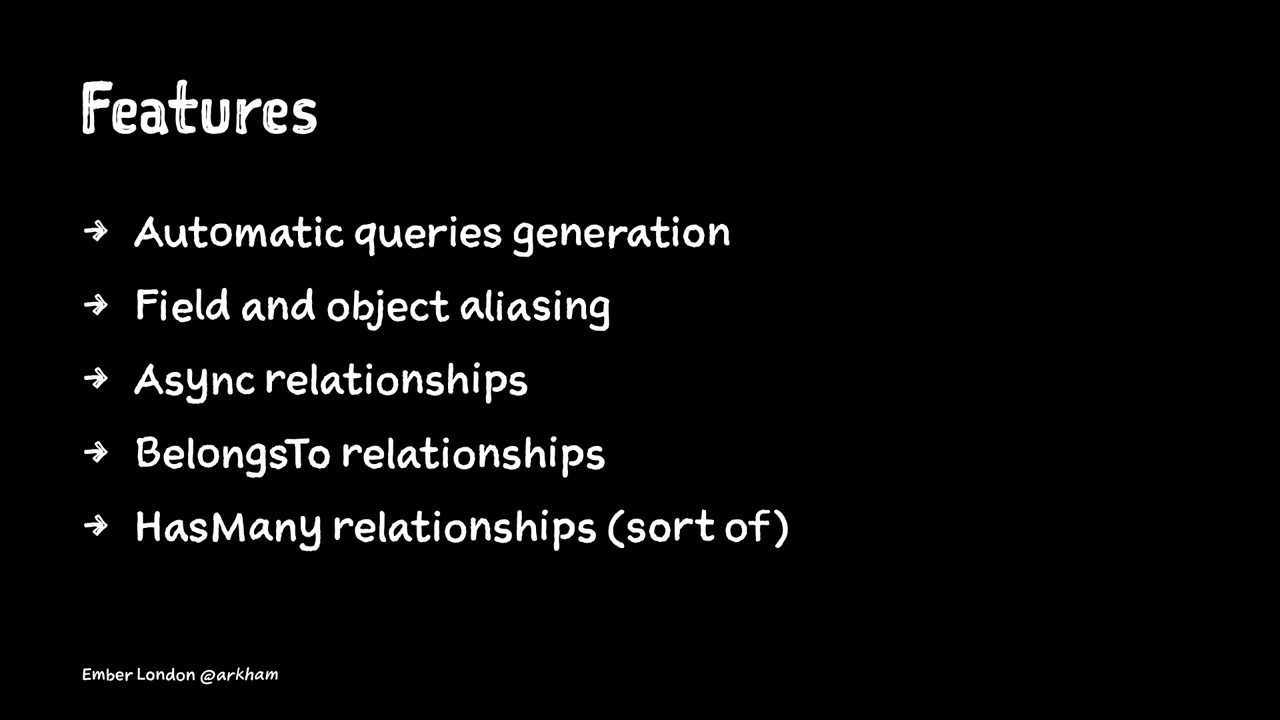 Features
→ Automatic queries generation
→ Field and object aliasing
→ Async relationships
→ BelongsTo relationships
→ HasMany relationships (sort of)
Ember London @arkham